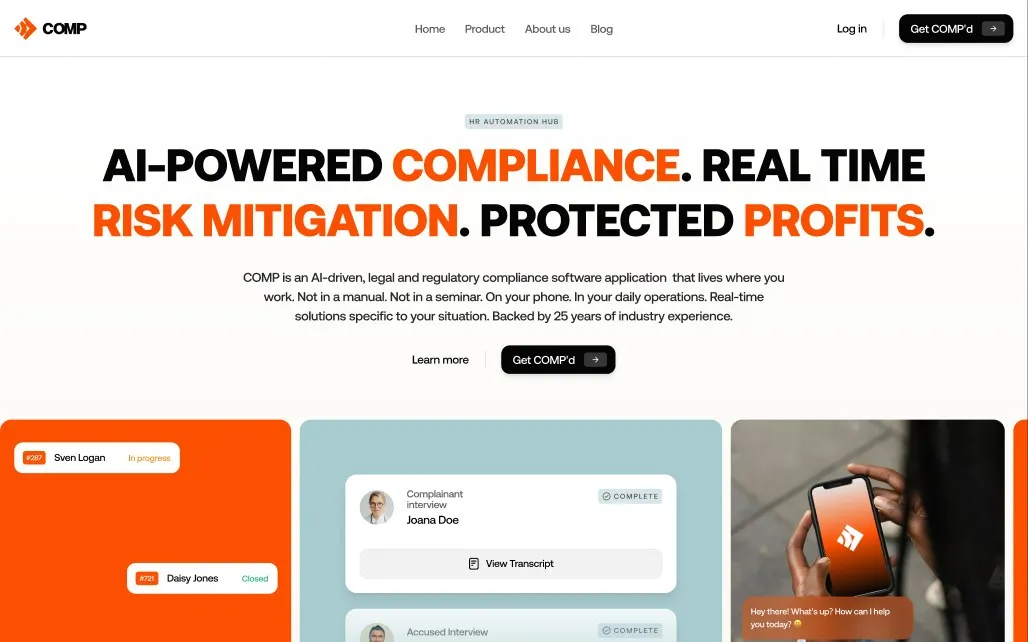 COMP
Home
Product
About us
Blog
Log in
Get COMP'd
HR AUTOMATION HUB
AI-POWERED COMPLIANCE. REAL TIME
RISK MITIGATION. PROTECTED PROFITS.
COMP is an AI-driven, legal and regulatory compliance software application  that lives where you
work. Not in a manual. Not in a seminar. On your phone. In your daily operations. Real-time
solutions specific to your situation. Backed by 25 years of industry experience.
Learn more
Get COMP'd
#287 Sven Logan In progress
#721 Daisy Jones Closed
Complainant
interview
Joana Doe
COMPLETE
View Transcript
Accused Interview
COMPLETE
Hey there! What's up? How can I help
you today?